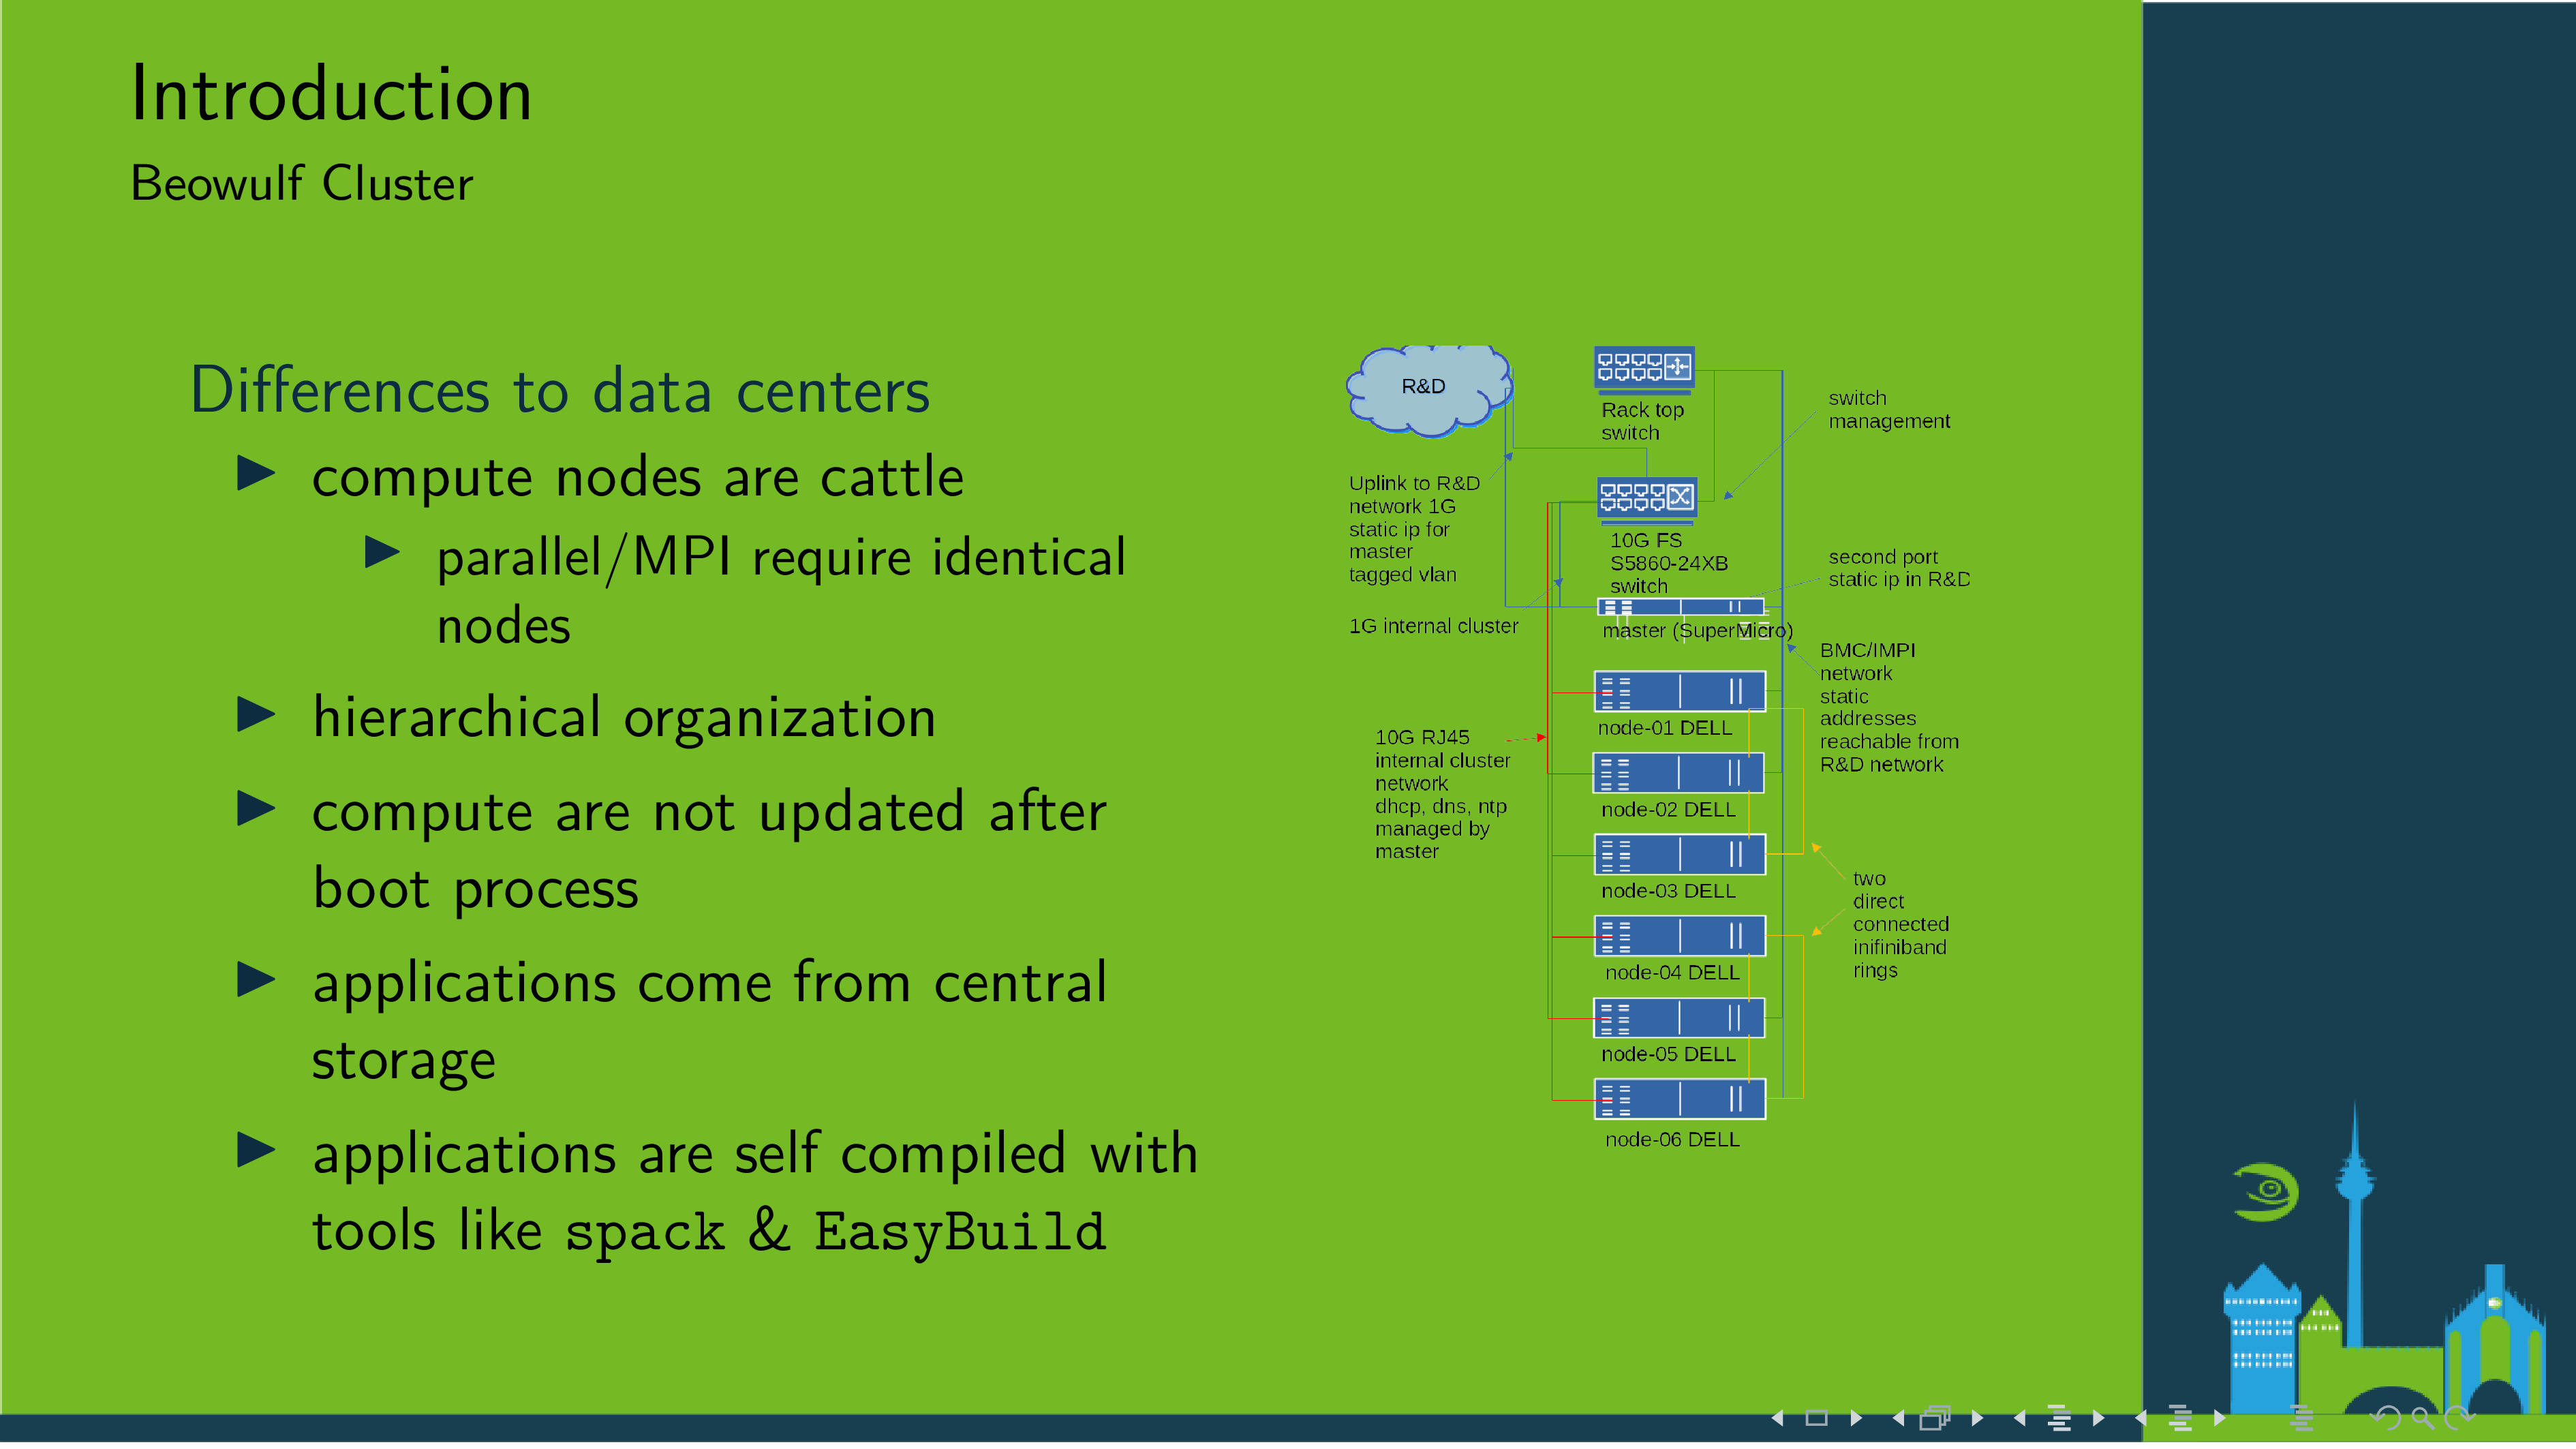 Introduction
Beowulf Cluster
Differences to data centers
compute nodes are cattle
parallel/MPI require identical
nodes
hierarchical organization
compute are not updated after
boot process
applications come from central
storage
applications are self compiled with
tools like spack & EasyBuild
R&D
Rack top
switch
switch
management
Uplink to R&D
network 1G
static ip for
master
tagged vlan
10G FS
S5860-24XB
switch
second port
static ip in R&D
1G internal cluster
master (SuperMicro)
BMC/IMPI
network
static
addresses
reachable from
R&D network
node-01 DELL
10G RJ45
internal cluster
network
dhcp, dns, ntp
managed by
master
node-02 DELL
node-03 DELL
two
direct
connected
inifiniband
rings
node-04 DELL
node-05 DELL
node-06 DELL